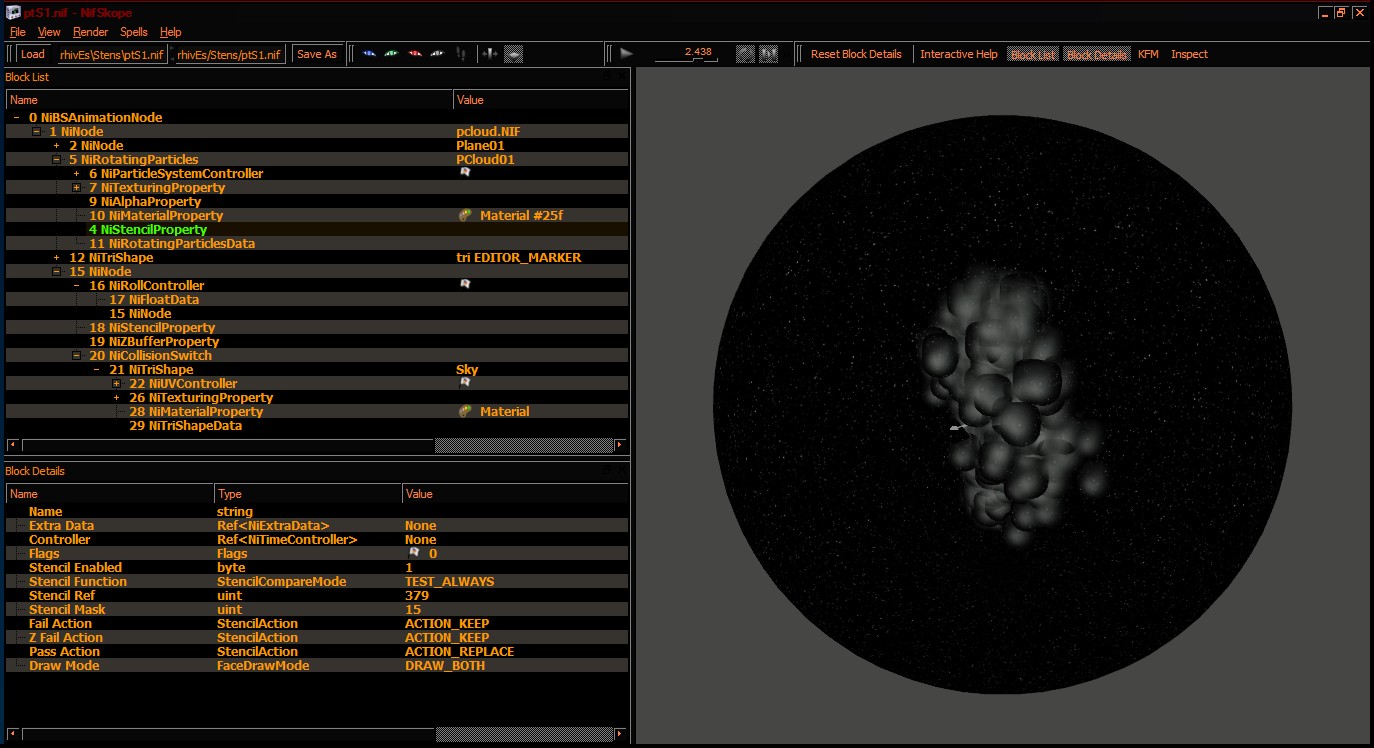 ptS1.nif - NifSkope
File View Render Spells Help
Load rhivEs\Stens\ptS1.nif rhivEs/Stens/ptS1.nif Save As 2.438 Reset Block Details Interactive Help Block List Block Details KFM Inspect
Block List
Name Value
0 NiBSAnimationNode
1 NiNode pcloud.NIF
2 NiNode Plane01
5 NiRotatingParticles PCloud01
6 NiParticleSystemController
7 NiTexturingProperty
9 NiAlphaProperty
10 NiMaterialProperty Material #25f
4 NiStencilProperty
11 NiRotatingParticlesData
12 NiTriShape tri EDITOR_MARKER
15 NiNode
16 NiRollController
17 NiFloatData
15 NiNode
18 NiStencilProperty
19 NiZBufferProperty
20 NiCollisionSwitch
21 NiTriShape Sky
22 NiUVController
26 NiTexturingProperty
28 NiMaterialProperty Material
29 NiTriShapeData
Block Details
Name Type Value
Name string
Extra Data Ref<NiExtraData> None
Controller Ref<NiTimeController> None
Flags Flags 0
Stencil Enabled byte 1
Stencil Function StencilCompareMode TEST_ALWAYS
Stencil Ref uint 379
Stencil Mask uint 15
Fail Action StencilAction ACTION_KEEP
Z Fail Action StencilAction ACTION_KEEP
Pass Action StencilAction ACTION_REPLACE
Draw Mode FaceDrawMode DRAW_BOTH